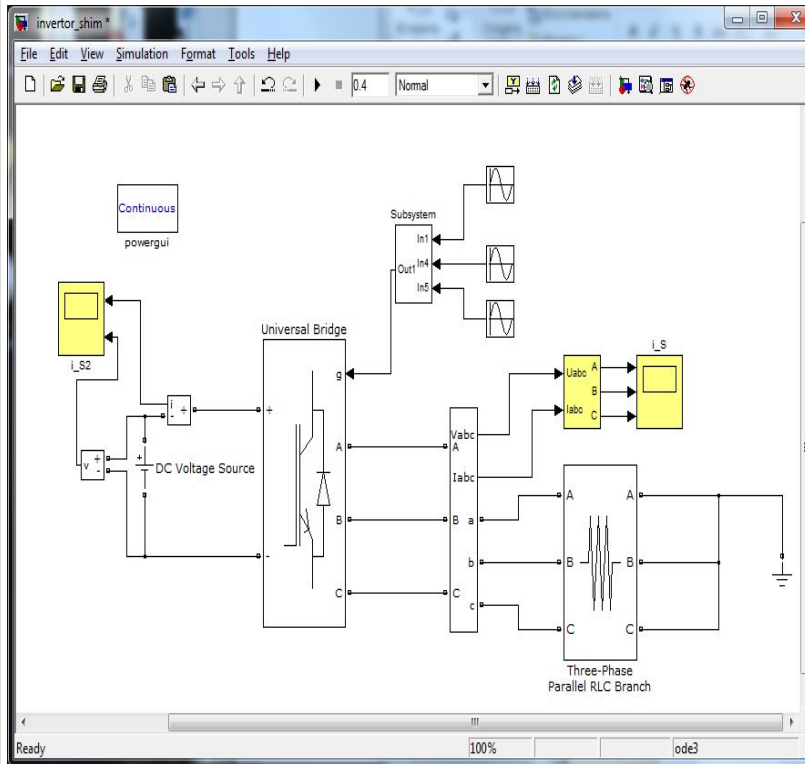 invertor_shim *
File Edit View Simulation Format Tools Help
0.4 Normal
Continuous
powergui
Subsystem
In1
In4
In5
Out1
i_S2
Universal Bridge
g
+
-
A
B
C
i
+
-
v
+
-
+
DC Voltage Source
Vabc
A
Iabc
B
a
b
C
c
Uabc
Iabc
A
B
C
i_S
A
B
C
A
B
C
Three-Phase
Parallel RLC Branch
Ready 100% ode3